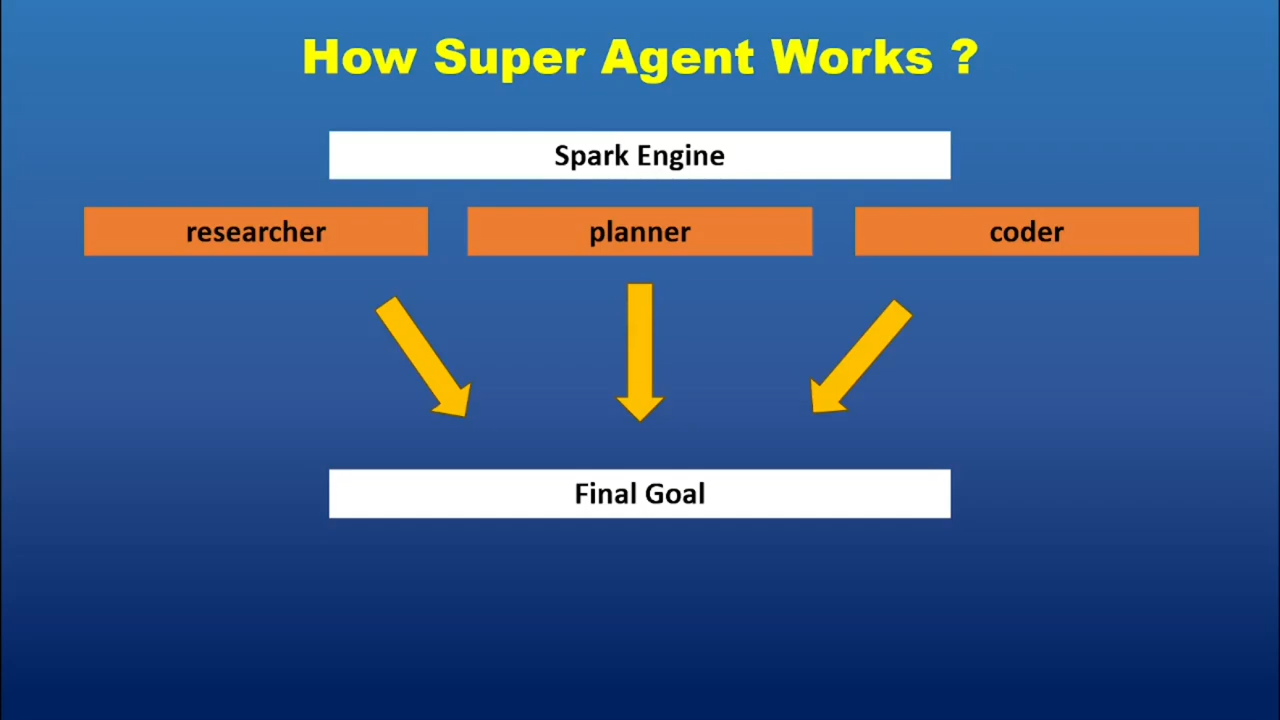 How Super Agent Works ?
Spark Engine
researcher
planner
coder
Final Goal